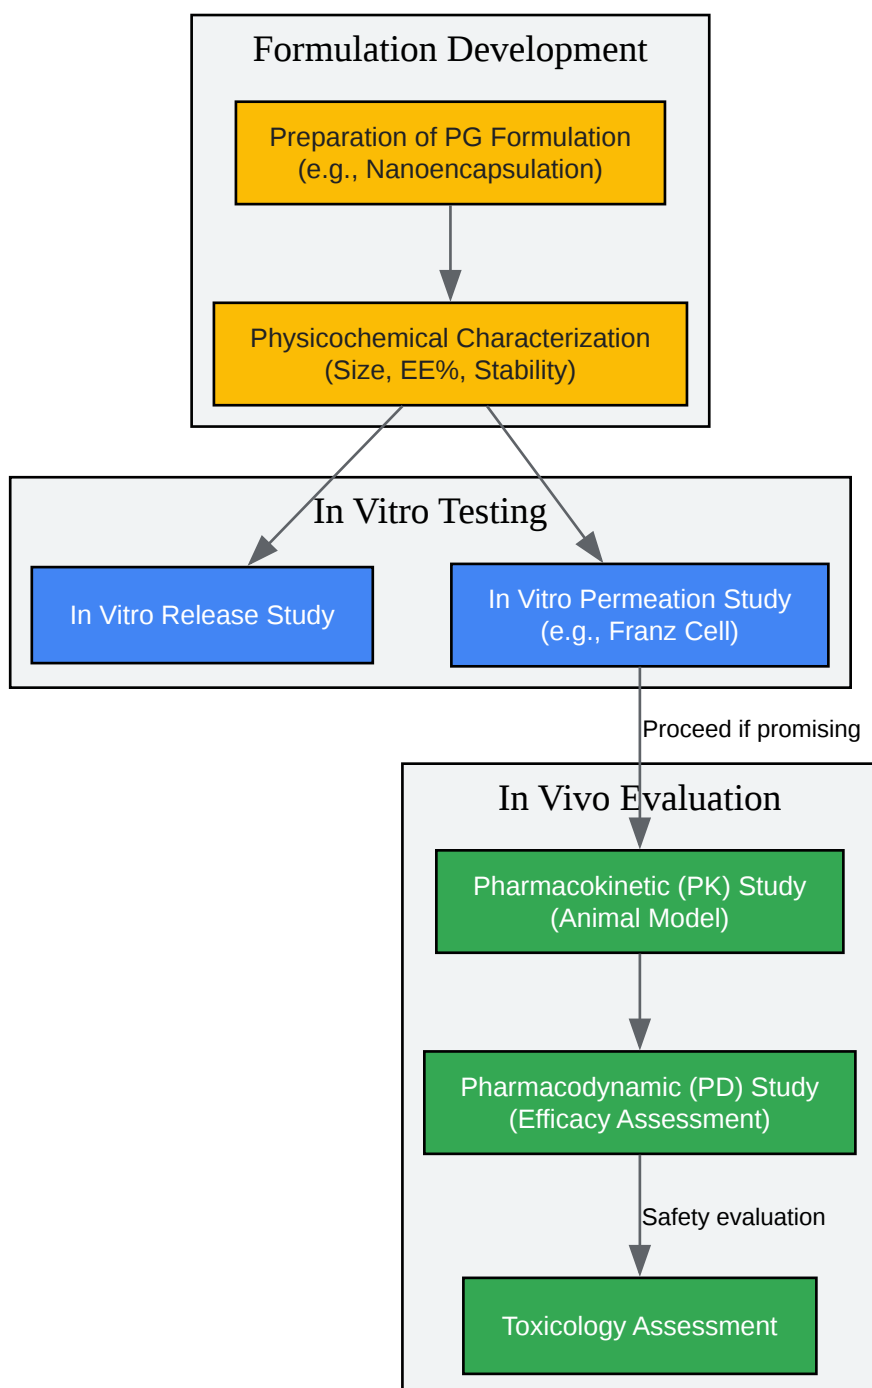 Formulation Development
Preparation of PG Formulation
(e.g., Nanoencapsulation)
Physicochemical Characterization
(Size, EE%, Stability)
In Vitro Testing
In Vitro Release Study
In Vitro Permeation Study
(e.g., Franz Cell)
Proceed if promising
In Vivo Evaluation
Pharmacokinetic (PK) Study
(Animal Model)
Pharmacodynamic (PD) Study
(Efficacy Assessment)
Safety evaluation
Toxicology Assessment